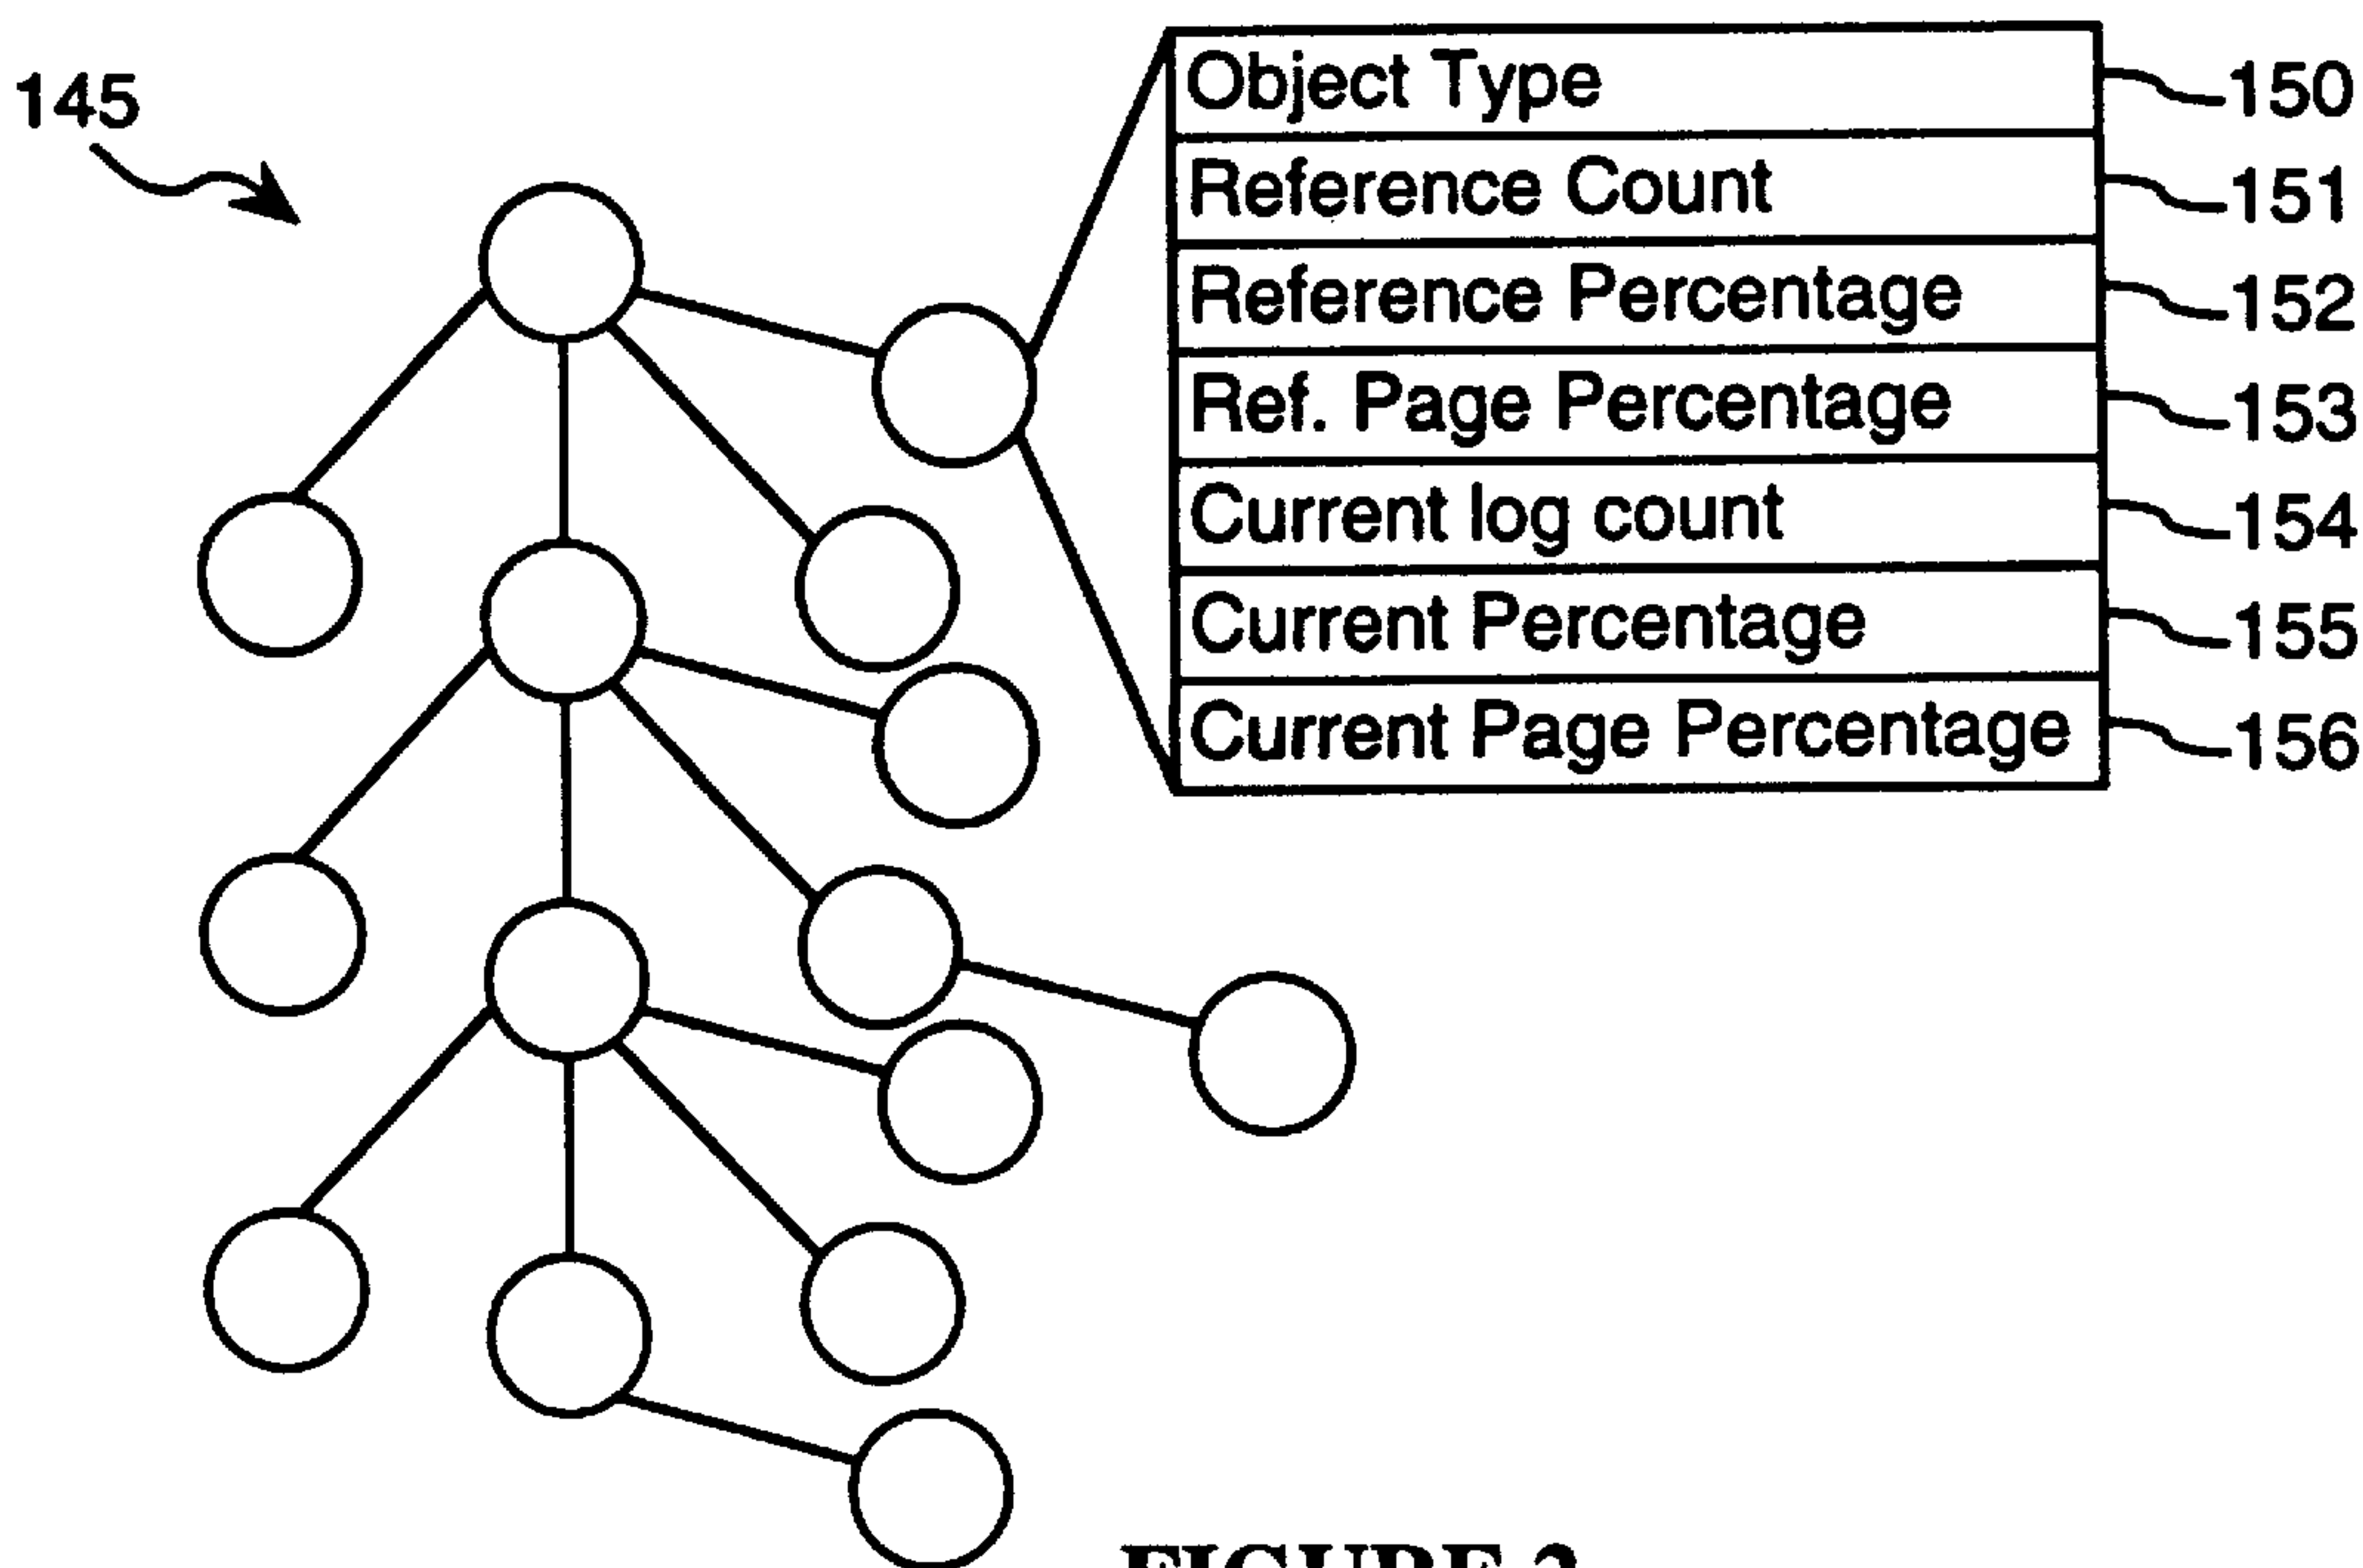 145
Object Type 150
Reference Count 151
Reference Percentage 152
Ref. Page Percentage 153
Current log count 154
Current Percentage 155
Current Page Percentage 156
FIGURE